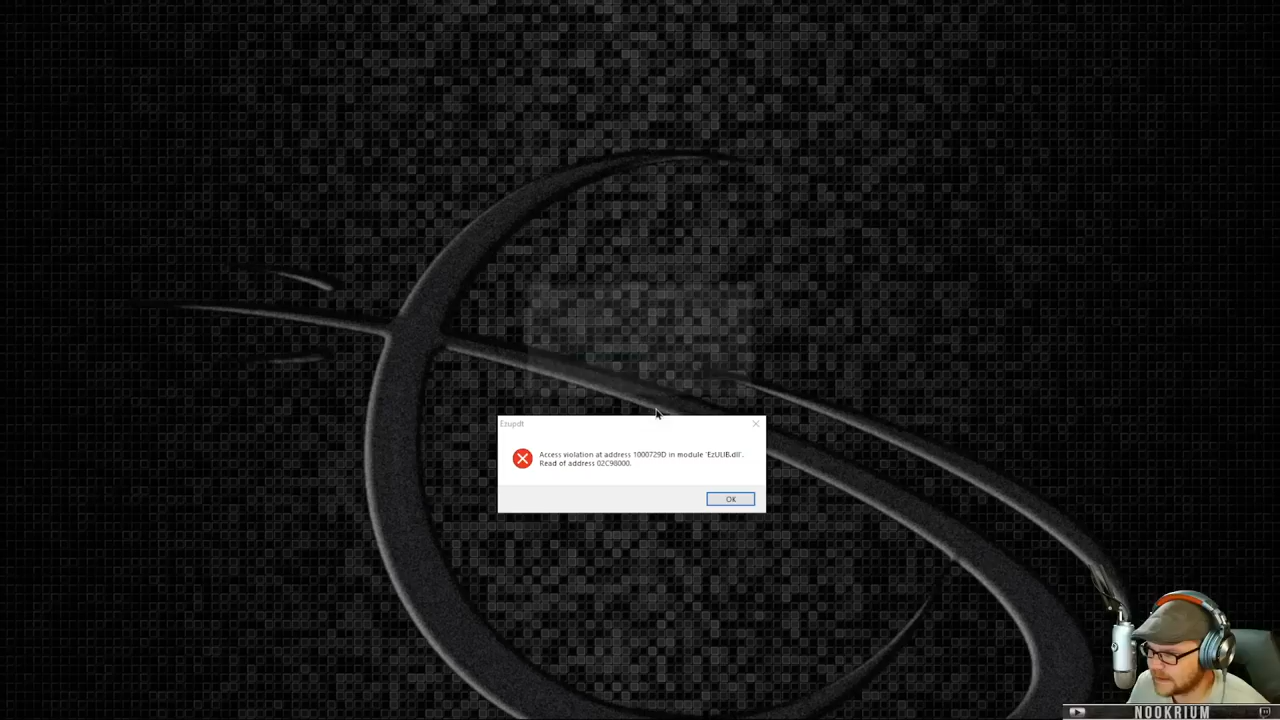 Ezupdt
Access violation at address 1000729D in module 'EzULIB.dll'.
Read of address 02C98000.
OK
NOOKRIUM